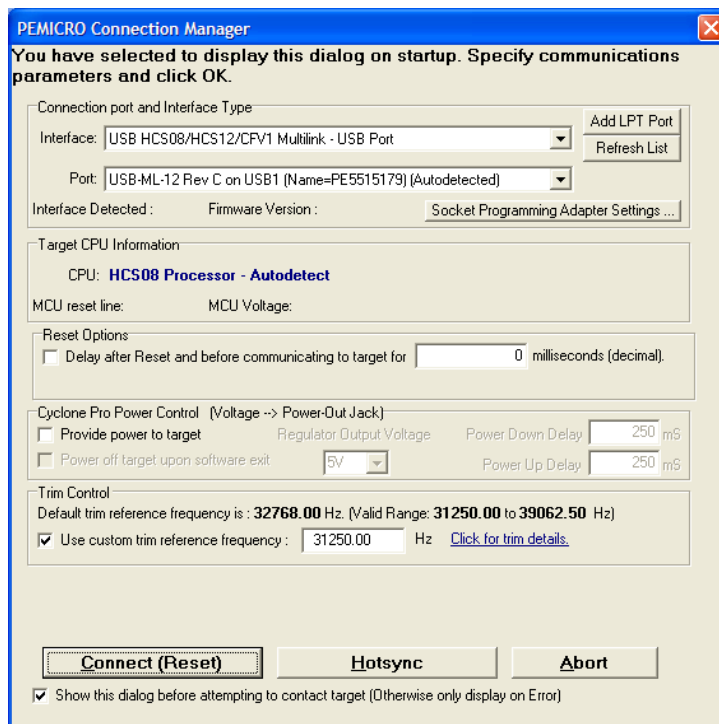 PEMICRO Connection Manager
You have selected to display this dialog on startup. Specify communications
parameters and click OK.
Connection port and Interface Type
Add LPT Port
Interface: USB HCS08/HCS12/CFV1 Multilink - USB Port
Refresh List
Port: USB-ML-12 Rev C on USB1 (Name=PE5515179) (Autodetected)
Interface Detected : Firmware Version : Socket Programming Adapter Settings ...
Target CPU Information
CPU: HCS08 Processor - Autodetect
MCU reset line: MCU Voltage:
Reset Options
Delay after Reset and before communicating to target for 0 milliseconds (decimal).
Cyclone Pro Power Control (Voltage --> Power-Out Jack)
Provide power to target Regulator Output Voltage Power Down Delay 250 mS
Power off target upon software exit 5V Power Up Delay 250 mS
Trim Control
Default trim reference frequency is : 32768.00 Hz. (Valid Range: 31250.00 to 39062.50 Hz)
Use custom trim reference frequency : 31250.00 Hz Click for trim details.
Connect (Reset) Hotsync Abort
Show this dialog before attempting to contact target (Otherwise only display on Error)